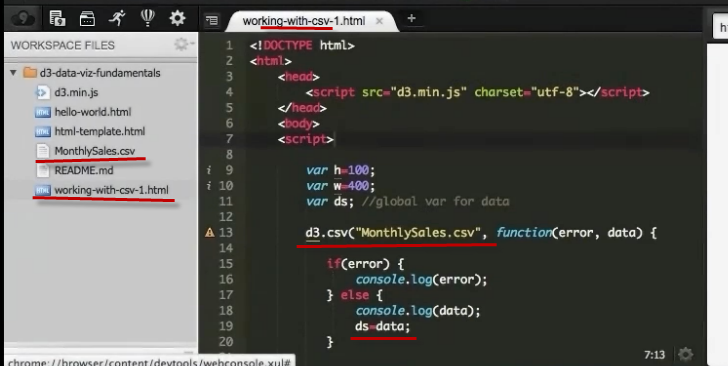 working-with-csv-1.html
WORKSPACE FILES
d3-data-viz-fundamentals
d3.min.js
hello-world.html
html-template.html
MonthlySales.csv
README.md
working-with-csv-1.html
1 <!DOCTYPE html>
2 <html>
3 <head>
4 <script src="d3.min.js" charset="utf-8"></script>
5 </head>
6 <body>
7 <script>
8
i 9 var h=100;
i 10 var w=400;
11 var ds; //global var for data
12
13 d3.csv("MonthlySales.csv", function(error, data) {
14
15 if(error) {
16 console.log(error);
17 } else {
18 console.log(data);
19 ds=data;
20 }
7:13
chrome://browser/content/devtools/webconsole.xul#